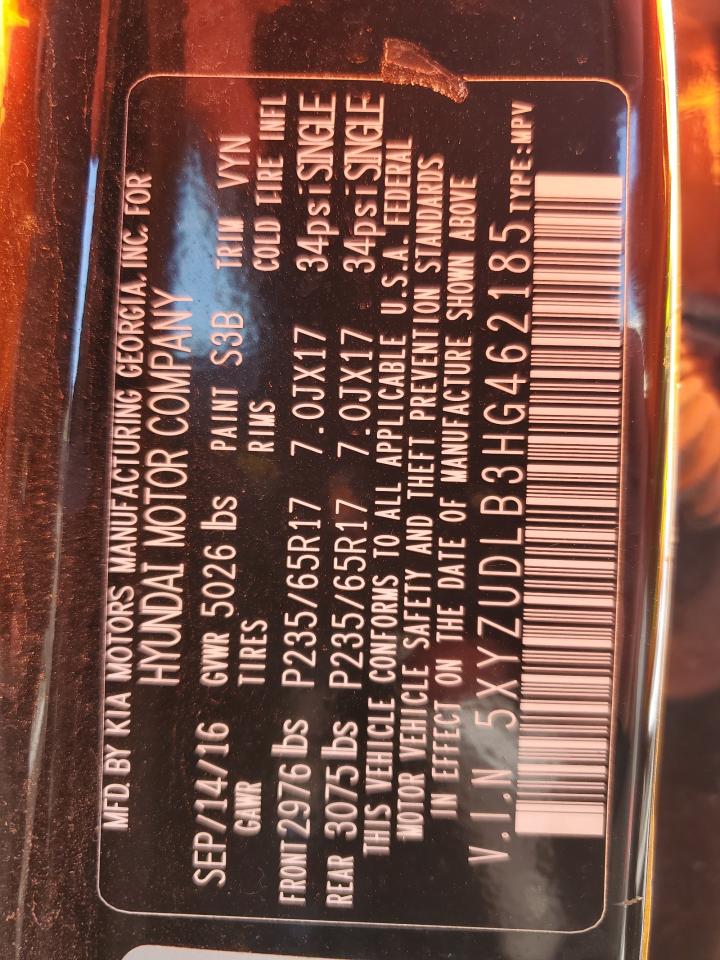 MFD. BY KIA MOTORS MANUFACTURING GEORGIA. INC. FOR
HYUNDAI MOTOR COMPANY
SEP/14/16 GVWR 5026 lbs PAINT S3B TRIM VYN
GAWR TIRES RIMS COLD TIRE INFL
FRONT 2976 lbs P235/65R17 7.0JX17 34psi SINGLE
REAR 3075 lbs P235/65R17 7.0JX17 34psi SINGLE
THIS VEHICLE CONFORMS TO ALL APPLICABLE U.S.A. FEDERAL
MOTOR VEHICLE SAFETY AND THEFT PREVENTION STANDARDS
IN EFFECT ON THE DATE OF MANUFACTURE SHOWN ABOVE
V.I.N 5XYZUDLB3HG462185 TYPE:MPV